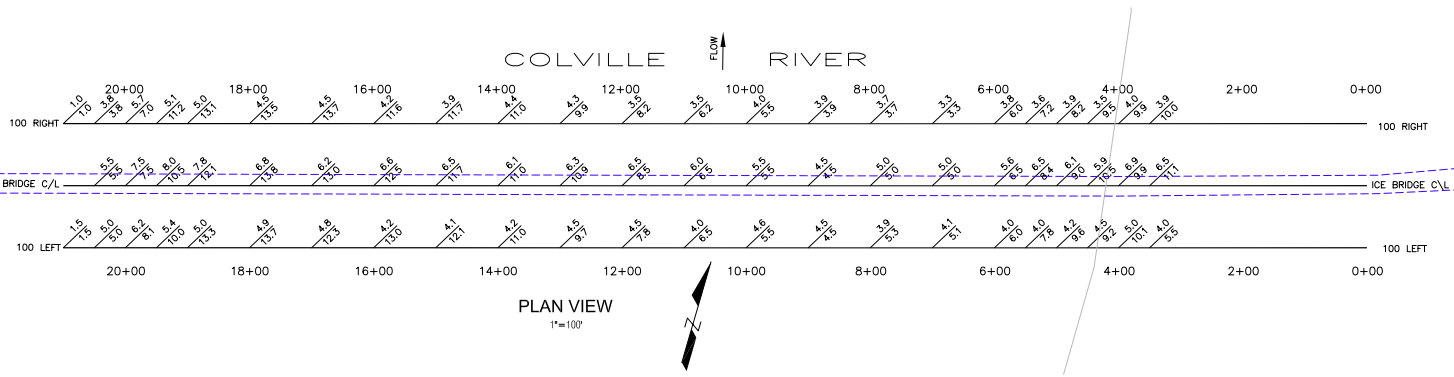 COLVILLE RIVER
FLOW
20+00 18+00 16+00 14+00 12+00 10+00 8+00 6+00 4+00 2+00 0+00
1.0 3.8 5.7 5.1 5.0 4.5 4.5 4.2 3.9 4.4 4.3 3.5 3.5 4.0 3.9 3.7 3.3 3.8 3.6 3.9 3.5 4.0 3.9
1.0 3.8 7.0 11.2 13.1 13.5 13.7 11.6 11.7 11.0 9.9 8.2 6.2 5.5 3.9 3.7 3.3 6.0 7.2 8.2 9.5 9.9 10.0
100 RIGHT 100 RIGHT
5.5 7.5 8.0 7.8 6.8 6.2 6.6 6.5 6.1 6.3 6.5 6.0 5.5 4.5 5.0 5.0 5.6 6.5 6.1 5.9 6.9 6.5
5.5 7.5 10.5 12.1 13.8 13.0 12.5 11.7 11.0 10.9 8.5 6.5 5.5 4.5 5.0 5.0 6.5 8.4 9.0 10.5 9.9 11.1
BRIDGE C/L ICE BRIDGE C\L
1.5 5.0 6.2 5.4 5.0 4.9 4.8 4.2 4.1 4.2 4.5 4.5 4.0 4.6 4.5 3.9 4.1 4.0 4.0 4.2 4.5 5.0 4.0
1.5 5.0 8.1 10.0 13.3 13.7 12.3 13.0 12.1 11.0 9.7 7.8 6.5 5.5 4.5 5.3 5.1 6.0 7.8 9.6 9.2 10.1 5.5
100 LEFT 100 LEFT
20+00 18+00 16+00 14+00 12+00 10+00 8+00 6+00 4+00 2+00 0+00
PLAN VIEW
1"=100'
Z